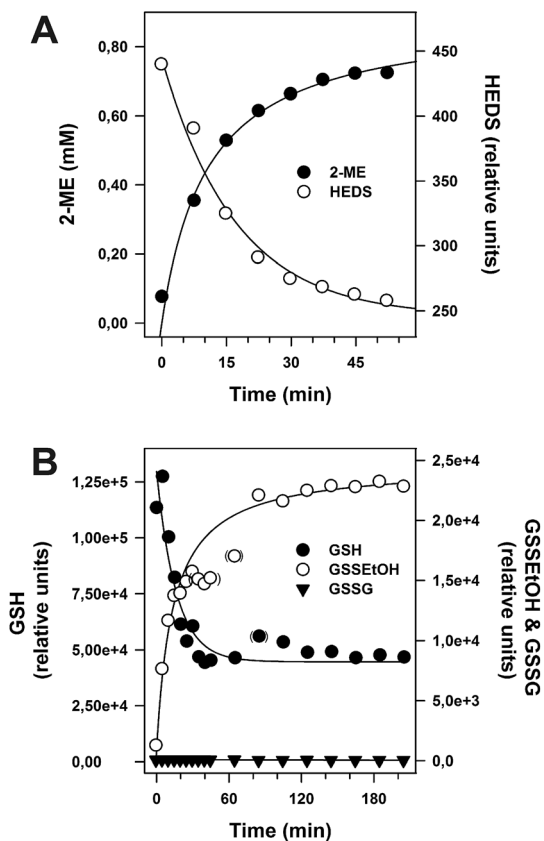 A
0,80
0,60
0,40
0,20
0,00
2-ME (mM)
2-ME
HEDS
450
400
350
300
250
HEDS (relative units)
0
15
30
45
Time (min)
B
1,25e+5
1,00e+5
7,50e+4
5,00e+4
2,50e+4
0,00
GSH
(relative units)
GSH
GSSEtOH
GSSG
2,5e+4
2,0e+4
1,5e+4
1,0e+4
5,0e+3
0,0
GSSEtOH & GSSG
(relative units)
0
60
120
180
Time (min)